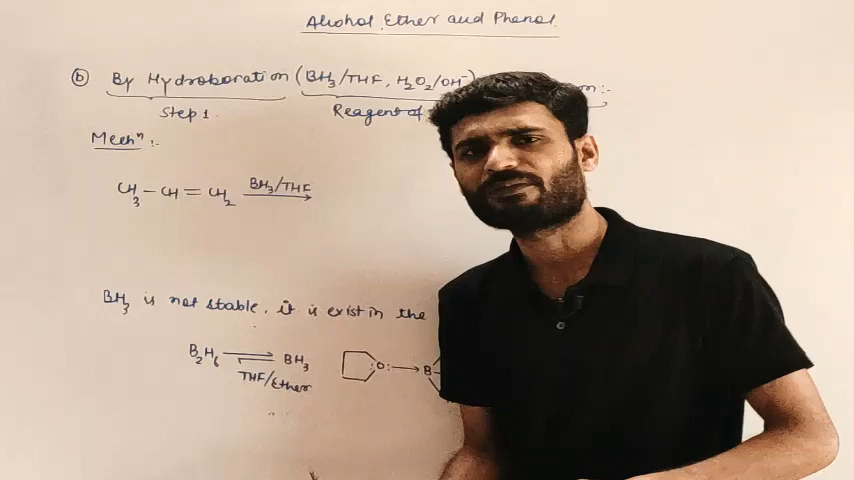 Alcohol, Ether and Phenol.
(b) By Hydroboration (BH3/THF, H2O2/OH-)
Step 1. Reagent of
Mechn :-
CH3-CH=CH2 BH3/THF →
BH3 is not stable, it is exist in the
B2H6 ⇌ BH3 :O: → B
THF/Ether